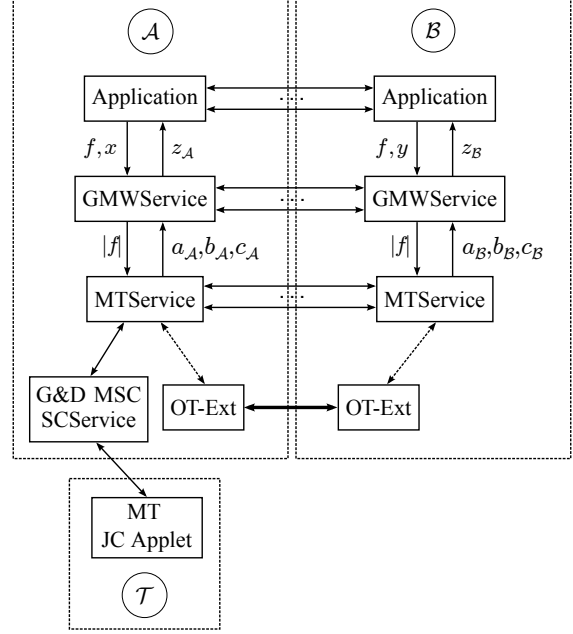 𝒜
ℬ
Application
Application
f, x
z_𝒜
f, y
z_ℬ
GMWService
GMWService
|f|
a_𝒜,b_𝒜,c_𝒜
|f|
a_ℬ,b_ℬ,c_ℬ
MTService
MTService
G&D MSC
SCService
OT-Ext
OT-Ext
MT
JC Applet
𝒯